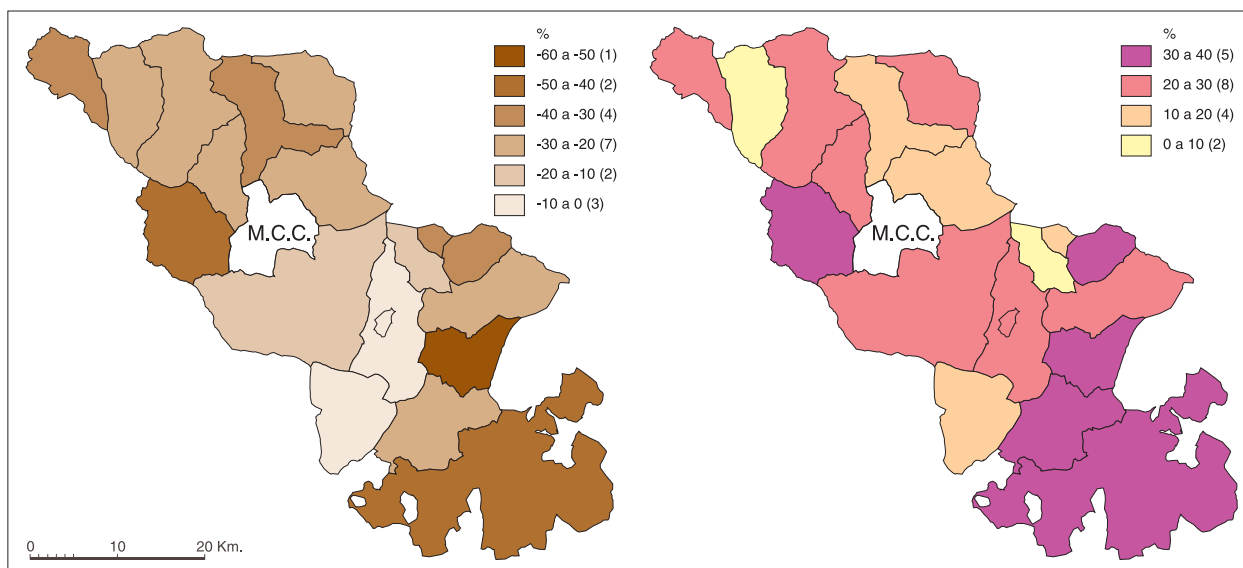 %
-60 a -50 (1)
-50 a -40 (2)
-40 a -30 (4)
-30 a -20 (7)
-20 a -10 (2)
-10 a 0 (3)
M.C.C.
0 10 20 Km.
%
30 a 40 (5)
20 a 30 (8)
10 a 20 (4)
0 a 10 (2)
M.C.C.